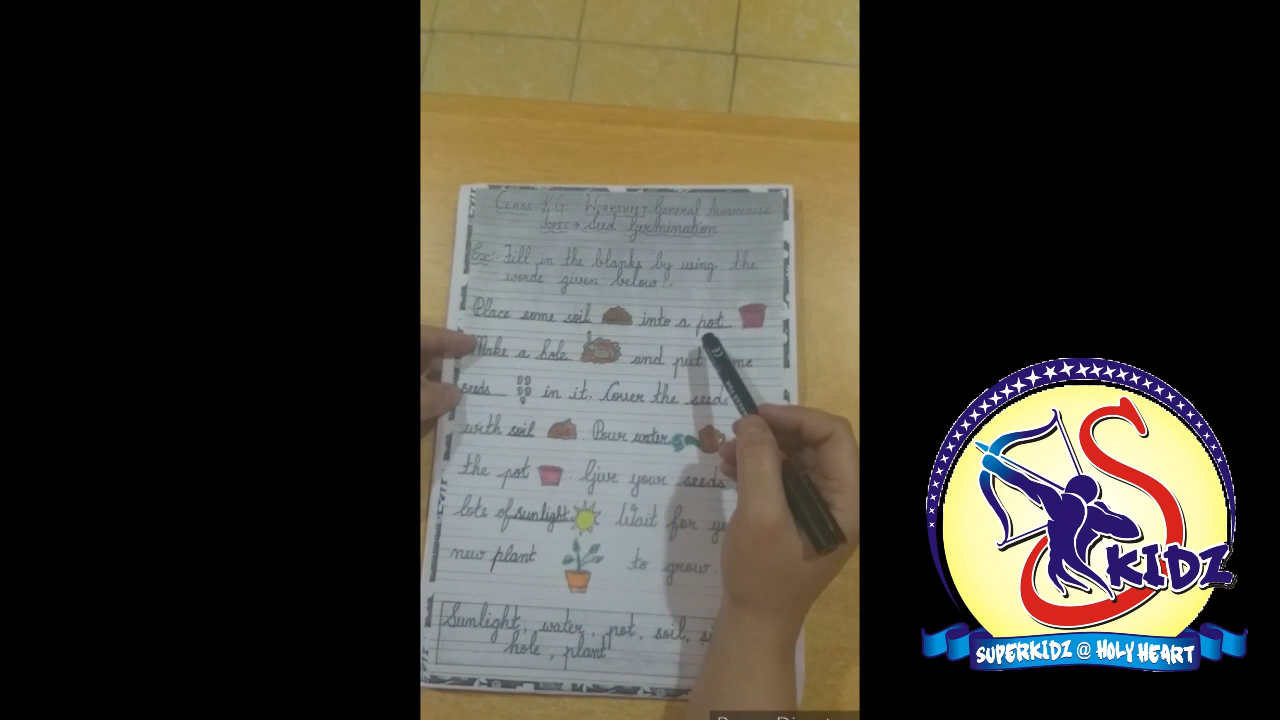 Class- K.G. Worksheet- General Awareness
Topic → Seed Germination
Ex:- Fill in the blanks by using the
words given below:-
Place some soil into a pot
Make a hole and put
seeds in it. Cover the seeds
with soil Pour water
the pot . Give your seeds
lots of sunlight Wait for
new plant to grow.
Sunlight, water, pot, soil,
hole, plant
S
KIDZ
SUPERKIDZ @ HOLY HEART